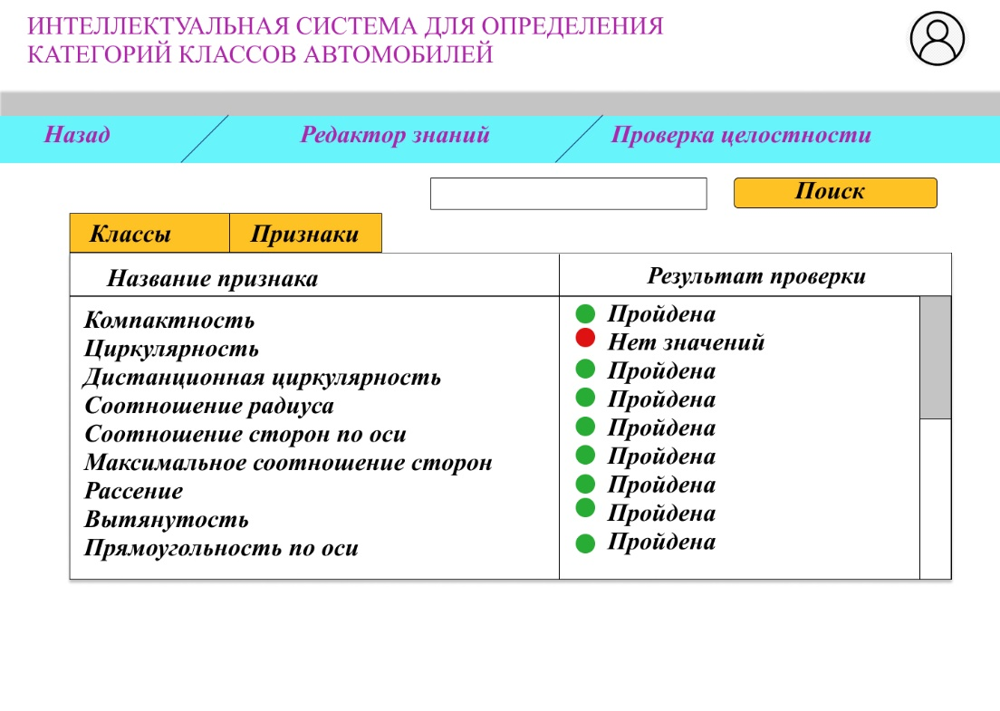 ИНТЕЛЛЕКТУАЛЬНАЯ СИСТЕМА ДЛЯ ОПРЕДЕЛЕНИЯ
КАТЕГОРИЙ КЛАССОВ АВТОМОБИЛЕЙ
Назад Редактор знаний Проверка целостности
Поиск
Классы Признаки
Название признака Результат проверки
Компактность Пройдена
Циркулярность Нет значений
Дистанционная циркулярность Пройдена
Соотношение радиуса Пройдена
Соотношение сторон по оси Пройдена
Максимальное соотношение сторон Пройдена
Рассение Пройдена
Вытянутость Пройдена
Прямоугольность по оси Пройдена